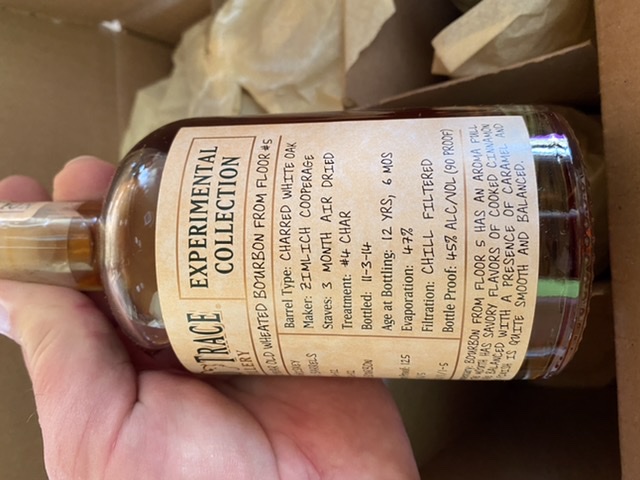 TRACE
EXPERIMENTAL
COLLECTION
OLD WHEATED BOURBON FROM FLOOR #5
Barrel Type: CHARRED WHITE OAK
Maker: ZIMLICH COOPERAGE
Staves: 3 MONTH AIR DRIED
Treatment: #4 CHAR
Bottled: 11-3-14
Age at Bottling: 12 YRS, 6 MOS
Evaporation: 47%
Filtration: CHILL FILTERED
Bottle Proof: 45% ALC/VOL (90 PROOF)
BOURBON FROM FLOOR 5 HAS AN AROMA FULL
HAS SAVORY FLAVORS OF COOKED CINNAMON
BALANCED WITH A PRESENCE OF CARAMEL AND
IS QUITE SMOOTH AND BALANCED.